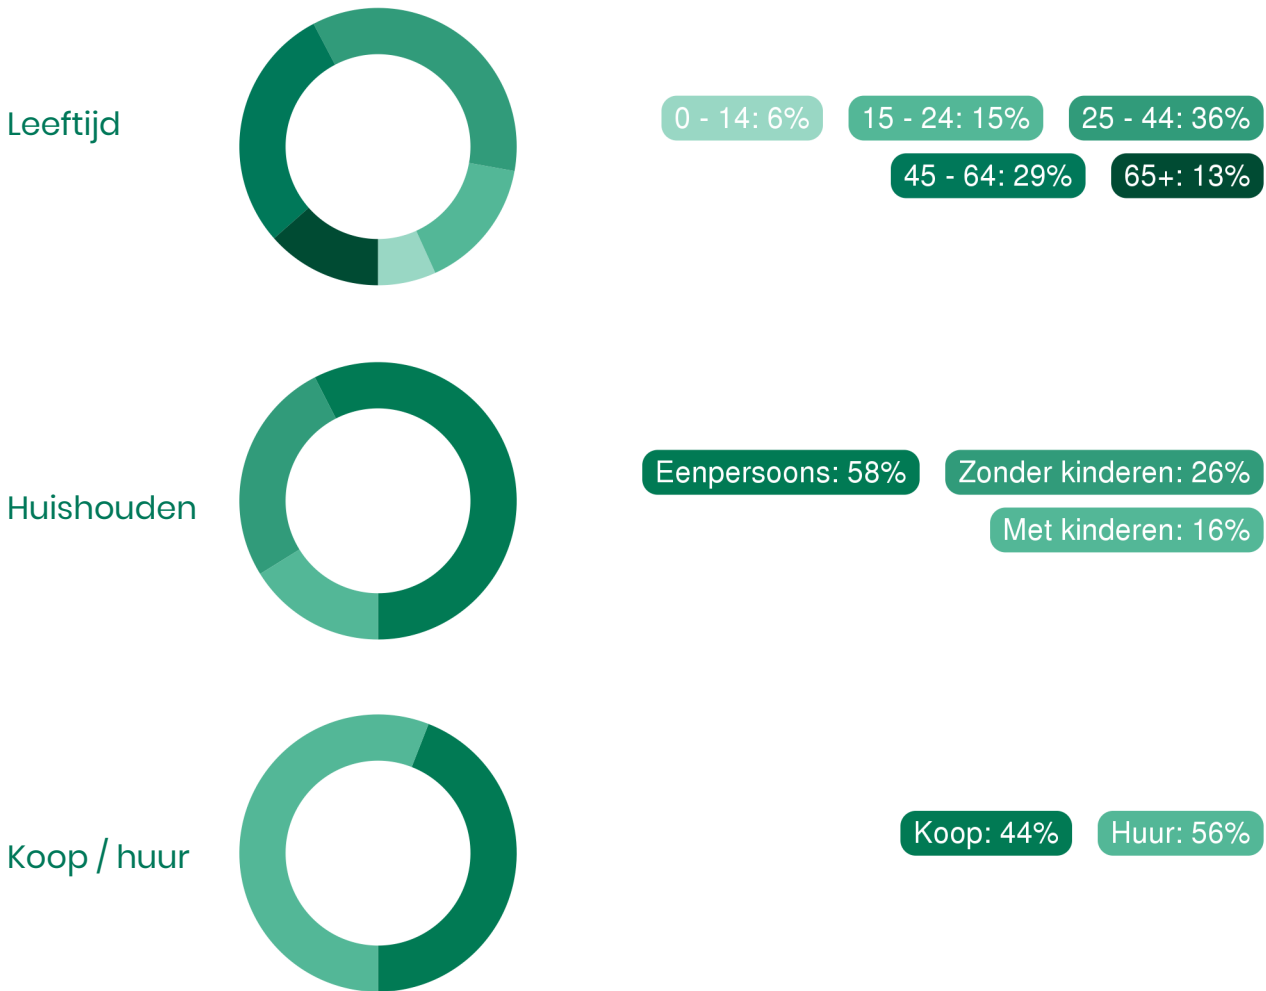 Leeftijd
0 - 14: 6% 15 - 24: 15% 25 - 44: 36%
45 - 64: 29% 65+: 13%
Huishouden
Eenpersoons: 58% Zonder kinderen: 26%
Met kinderen: 16%
Koop / huur
Koop: 44% Huur: 56%